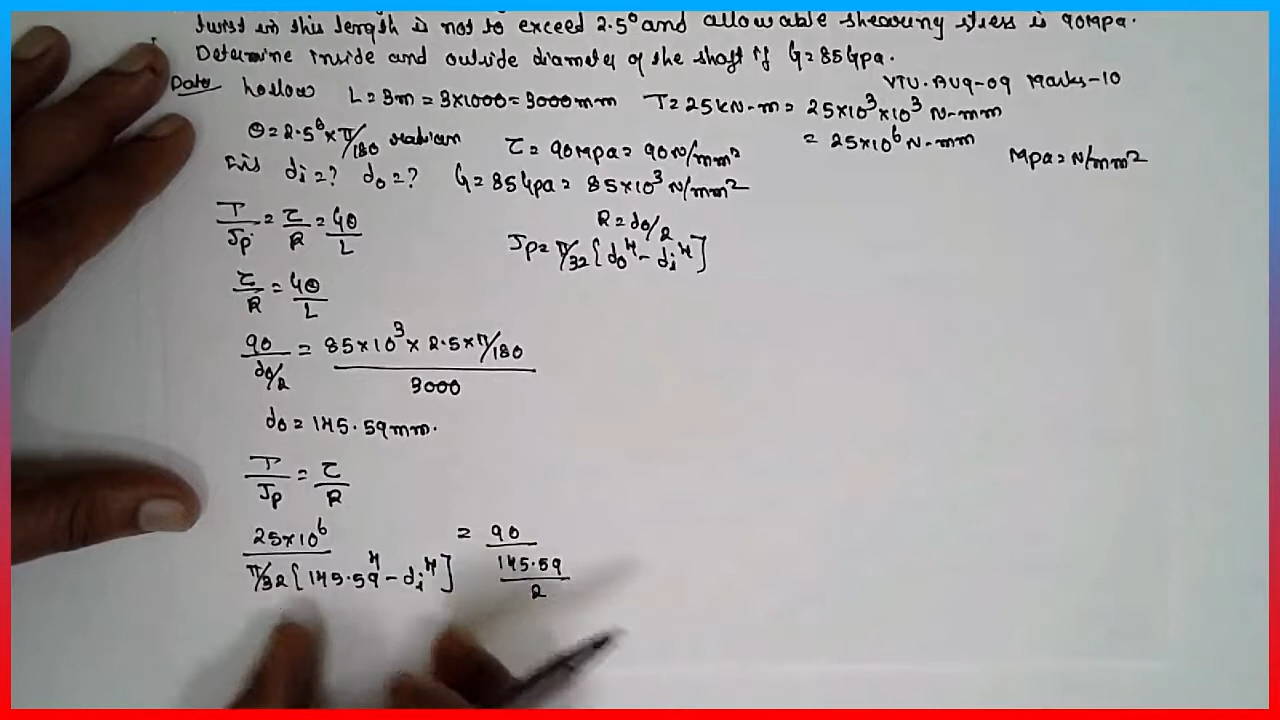 twist in this length is not to exceed 2.5° and allowable shearing stress is 90Mpa.
Determine inside and outside diameter of the shaft if G=85Gpa.
VTU. AUG-09 Marks-10
Data hollow L=3m = 3×1000=3000mm T=25kN-m= 25×10³×10³ N-mm
= 25×10⁶ N-mm
θ=2.5°×π/180 radian τ=90Mpa=90N/mm² Mpa=N/mm²
di=? do=? G=85Gpa= 85×10³N/mm²
T/Jp = τ/R = Gθ/L R=do/2
Jp=π/32[do⁴-di⁴]
τ/R = Gθ/L
90/(do/2) = 85×10³×2.5×π/180 / 3000
do=145.59mm.
T/Jp = τ/R
25×10⁶ / π/32[145.59⁴-di⁴] = 90 / (145.59/2)